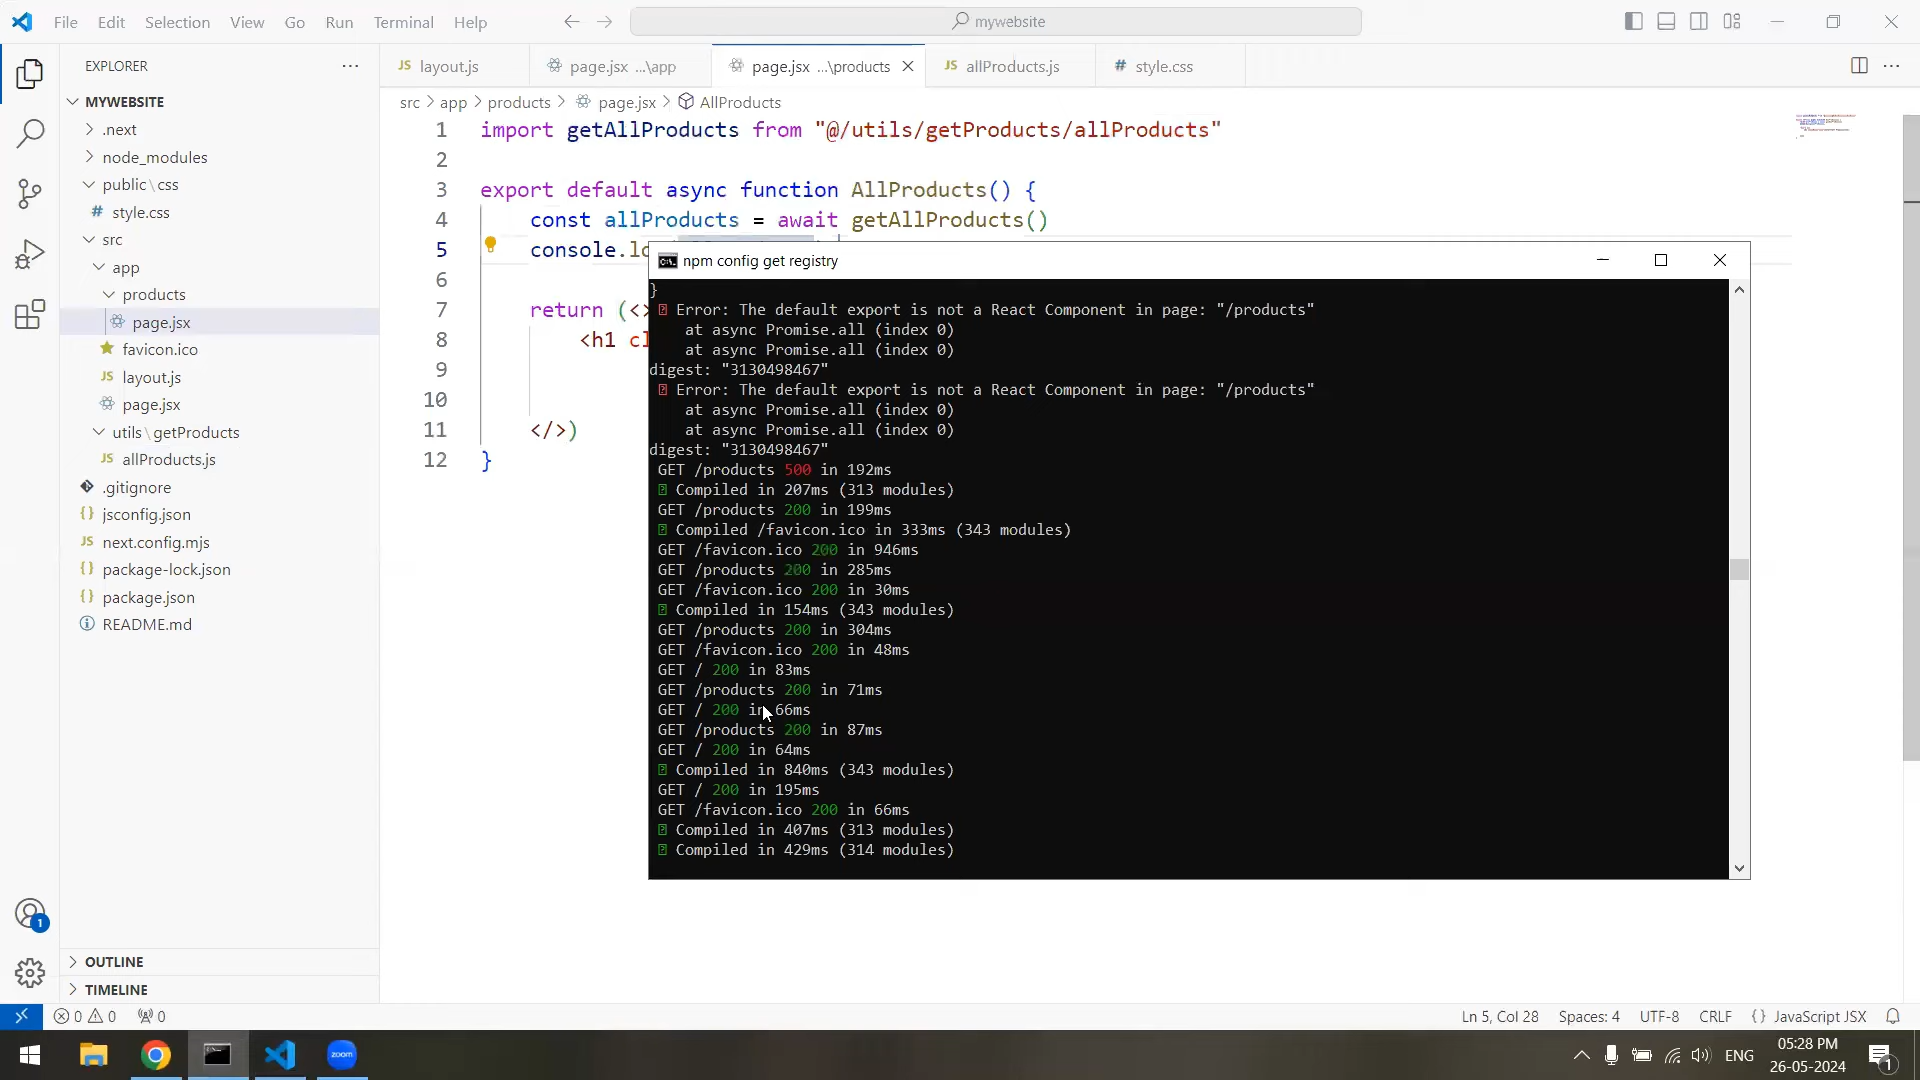 File Edit Selection View Go Run Terminal Help
mywebsite
EXPLORER
MYWEBSITE
.next
node_modules
public\css
style.css
src
app
products
page.jsx
favicon.ico
layout.js
page.jsx
utils\getProducts
allProducts.js
.gitignore
jsconfig.json
next.config.mjs
package-lock.json
package.json
README.md
OUTLINE
TIMELINE
layout.js
page.jsx ...\app
page.jsx ...\products
allProducts.js
style.css
src > app > products > page.jsx > AllProducts
1 import getAllProducts from "@/utils/getProducts/allProducts"
2
3 export default async function AllProducts() {
4 const allProducts = await getAllProducts()
5 console.lo
6
7 return (<>
8 <h1 cl
9
10
11 </>)
12 }
npm config get registry
}
Error: The default export is not a React Component in page: "/products"
at async Promise.all (index 0)
at async Promise.all (index 0)
digest: "3130498467"
Error: The default export is not a React Component in page: "/products"
at async Promise.all (index 0)
at async Promise.all (index 0)
digest: "3130498467"
GET /products 500 in 192ms
Compiled in 207ms (313 modules)
GET /products 200 in 199ms
Compiled /favicon.ico in 333ms (343 modules)
GET /favicon.ico 200 in 946ms
GET /products 200 in 285ms
GET /favicon.ico 200 in 30ms
Compiled in 154ms (343 modules)
GET /products 200 in 304ms
GET /favicon.ico 200 in 48ms
GET / 200 in 83ms
GET /products 200 in 71ms
GET / 200 in 66ms
GET /products 200 in 87ms
GET / 200 in 64ms
Compiled in 840ms (343 modules)
GET / 200 in 195ms
GET /favicon.ico 200 in 66ms
Compiled in 407ms (313 modules)
Compiled in 429ms (314 modules)
1
0 0 0
Ln 5, Col 28 Spaces: 4 UTF-8 CRLF {} JavaScript JSX
zoom
ENG
05:28 PM
26-05-2024
1